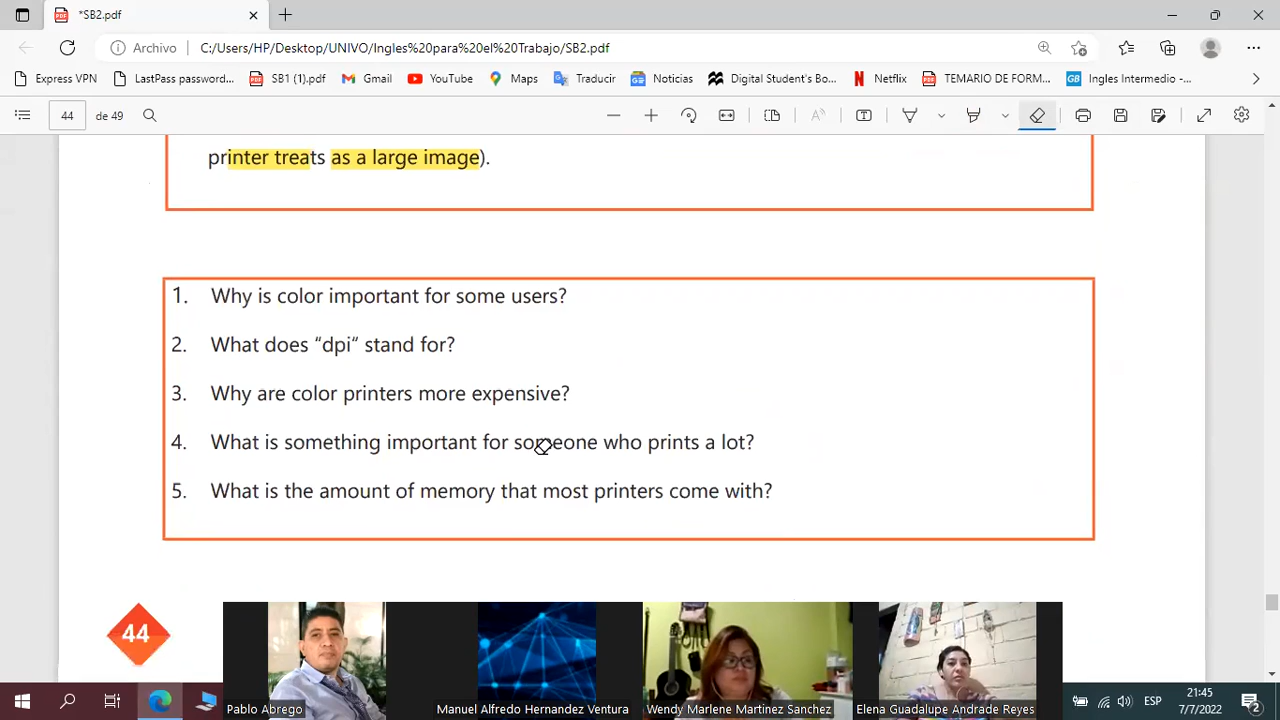 *SB2.pdf
Archivo C:/Users/HP/Desktop/UNIVO/Ingles%20para%20el%20Trabajo/SB2.pdf
Express VPN LastPass password... SB1 (1).pdf Gmail YouTube Maps Traducir Noticias Digital Student's Bo... Netflix TEMARIO DE FORM... Ingles Intermedio -...
44 de 49
printer treats as a large image).
1. Why is color important for some users?
2. What does “dpi“ stand for?
3. Why are color printers more expensive?
4. What is something important for someone who prints a lot?
5. What is the amount of memory that most printers come with?
44
Pablo Abrego Manuel Alfredo Hernandez Ventura Wendy Marlene Martinez Sanchez Elena Guadalupe Andrade Reyes
ESP 21:45
7/7/2022 2